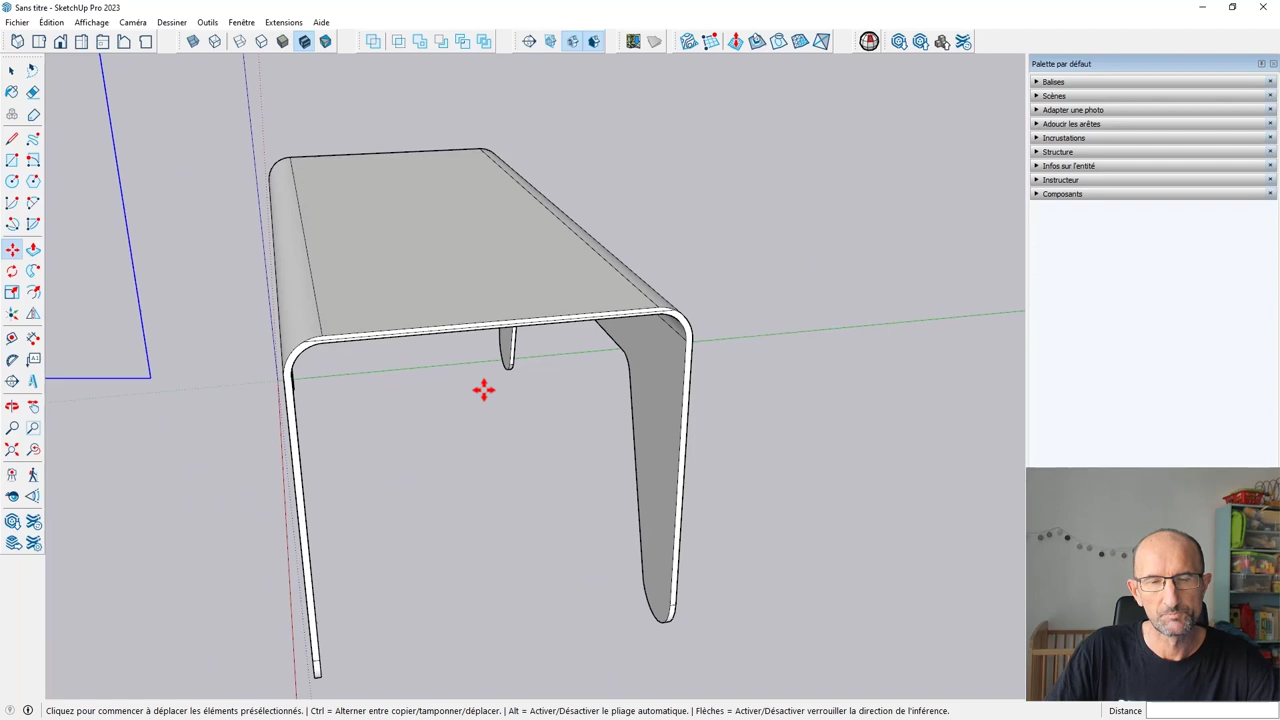 Sans titre - SketchUp Pro 2023
Fichier Édition Affichage Caméra Dessiner Outils Fenêtre Extensions Aide
Palette par défaut
Balises
Scènes
Adapter une photo
Adoucir les arêtes
Incrustations
Structure
Infos sur l'entité
Instructeur
Composants
Cliquez pour commencer à déplacer les éléments présélectionnés. | Ctrl = Alterner entre copier/tamponner/déplacer. | Alt = Activer/Désactiver le pliage automatique. | Flèches = Activer/Désactiver verrouiller la direction de l'inférence.
Distance